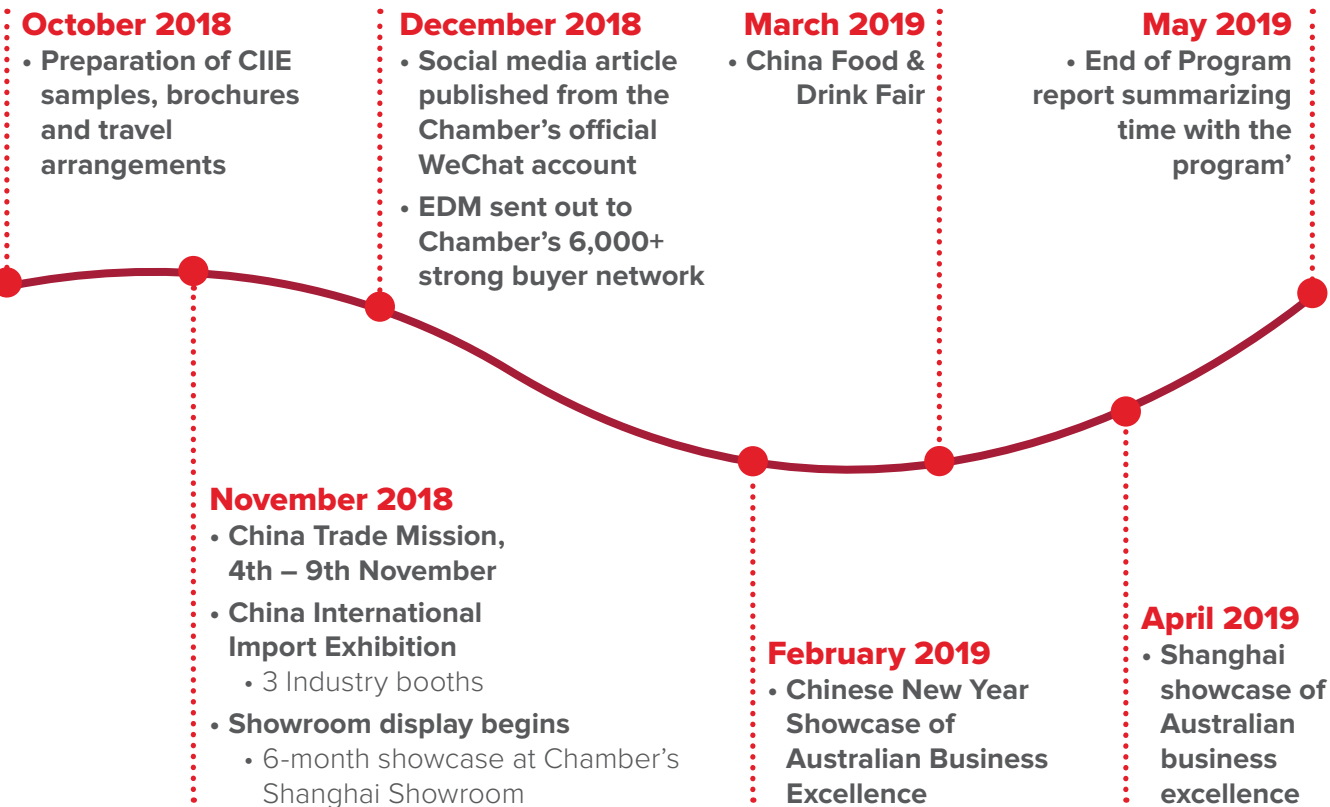 October 2018
• Preparation of CIIE
samples, brochures
and travel
arrangements
November 2018
• China Trade Mission,
4th – 9th November
• China International
Import Exhibition
• 3 Industry booths
• Showroom display begins
• 6-month showcase at Chamber’s
Shanghai Showroom
December 2018
• Social media article
published from the
Chamber’s official
WeChat account
• EDM sent out to
Chamber’s 6,000+
strong buyer network
February 2019
• Chinese New Year
Showcase of
Australian Business
Excellence
March 2019
• China Food &
Drink Fair
April 2019
• Shanghai
showcase of
Australian
business
excellence
May 2019
• End of Program
report summarizing
time with the
program’